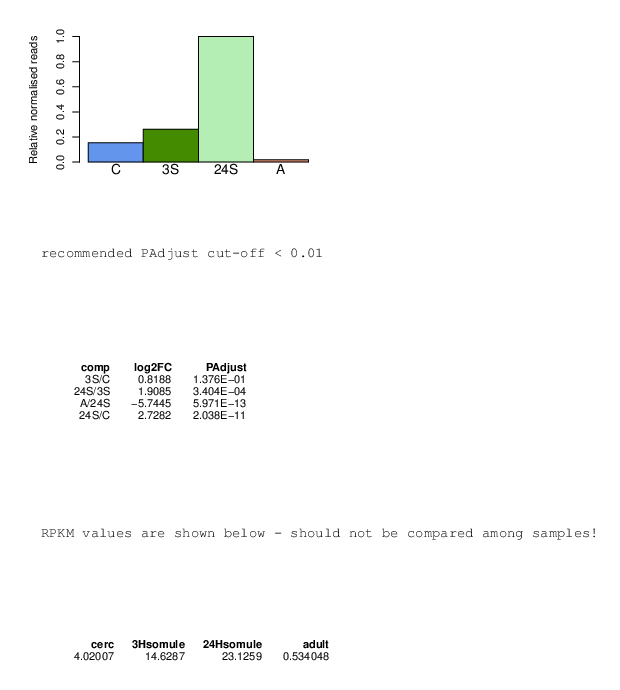 Relative normalised reads
1.0
0.8
0.6
0.4
0.2
0.0
C 3S 24S A
recommended PAdjust cut-off < 0.01
comp log2FC PAdjust
3S/C 0.8188 1.376E−01
24S/3S 1.9085 3.404E−04
A/24S −5.7445 5.971E−13
24S/C 2.7282 2.038E−11
RPKM values are shown below - should not be compared among samples!
cerc 3Hsomule 24Hsomule adult
4.02007 14.6287 23.1259 0.534048